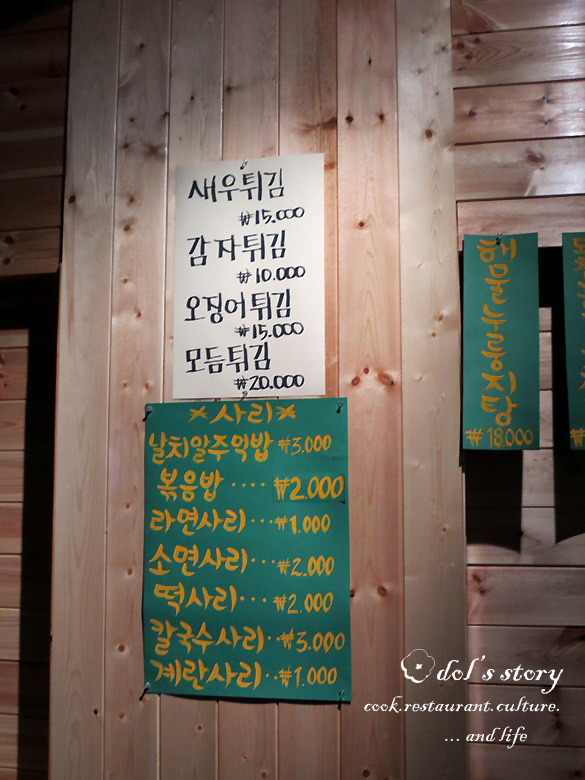 새우튀김
₩15.000
감자튀김
₩10.000
오징어튀김
₩15.000
모듬튀김
₩20.000
*사리*
날치알주먹밥 ₩3.000
볶음밥 .... ₩2.000
라면사리...₩1.000
소면사리...₩2.000
떡사리...₩2.000
칼국수사리..₩3.000
계란사리..₩1.000
해물누룽지탕
₩18.000
dol's story
cook.restaurant.culture.
... and life